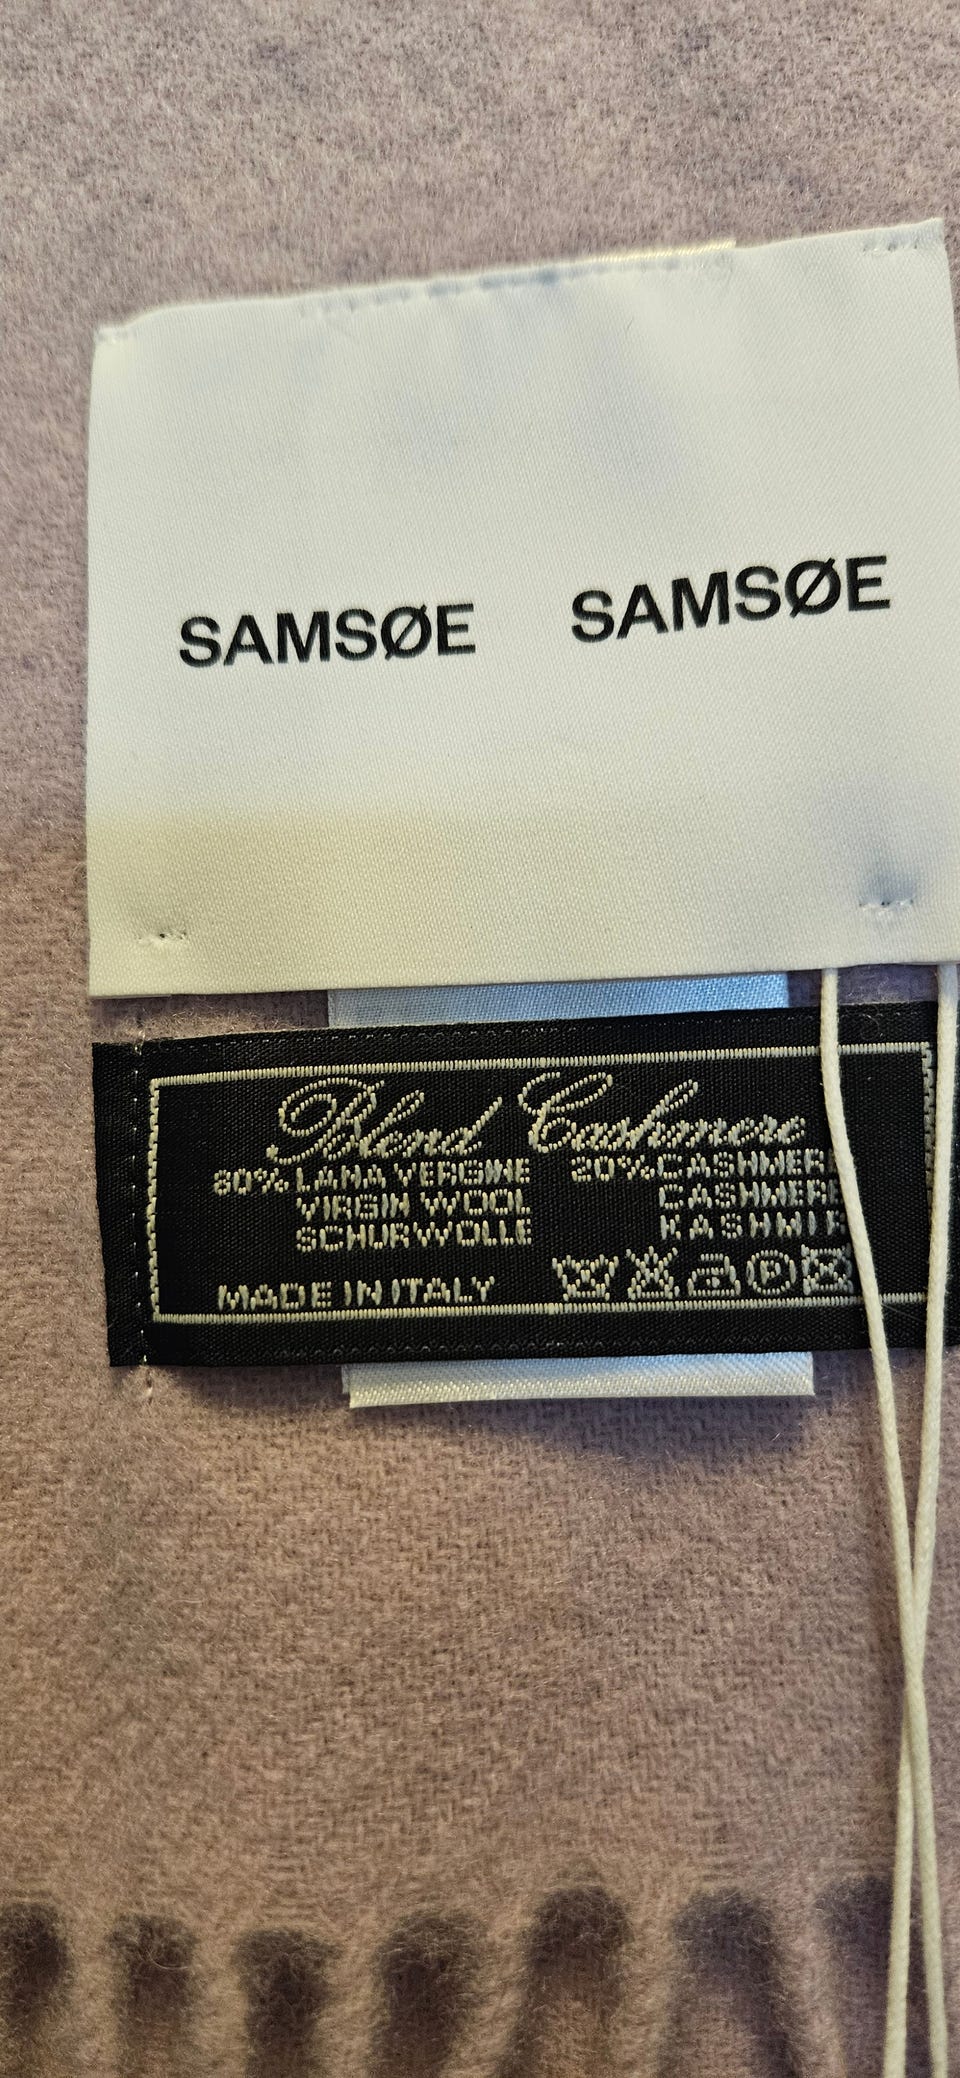 SAMSØE SAMSØE
Blend Cashmere
80% LANA VERGINE 20% CASHMERE
VIRGIN WOOL CASHMERE
SCHURWOLLE KASHMIR
MADE IN ITALY P